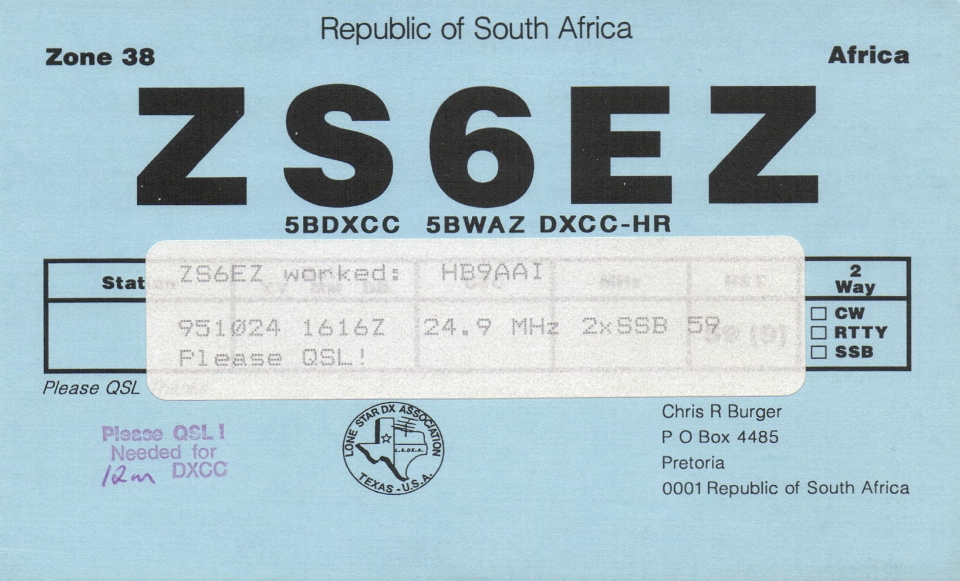 Republic of South Africa
Zone 38
Africa
ZS6EZ
5BDXCC 5BWAZ DXCC-HR
Stat
2 Way
ZS6EZ worked: HB9AAI
951024 1616Z 24.9 MHz 2xSSB 59
Please QSL!
CW
RTTY
SSB
Please QSL
Please QSL!
Needed for
12m DXCC
LONE STAR DX ASSOCIATION
L.S.DX.A.
TEXAS - U.S.A.
Chris R Burger
P O Box 4485
Pretoria
0001 Republic of South Africa